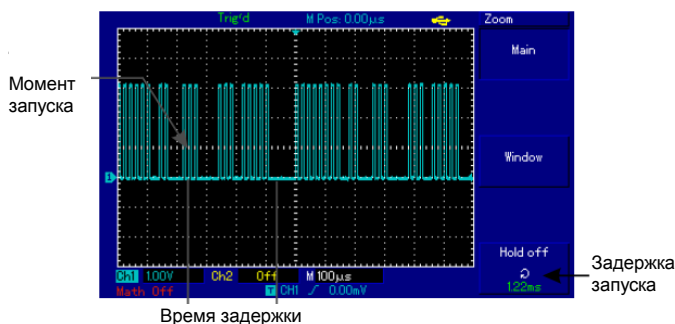 Trig'd M Pos: 0.00μs Zoom
Main
Момент
запуска
Window
1
Hold off
1.22ms
Задержка
запуска
Ch1 1.00V Ch2 Off M 100μs
Math Off T CH1 0.00mV
Время задержки